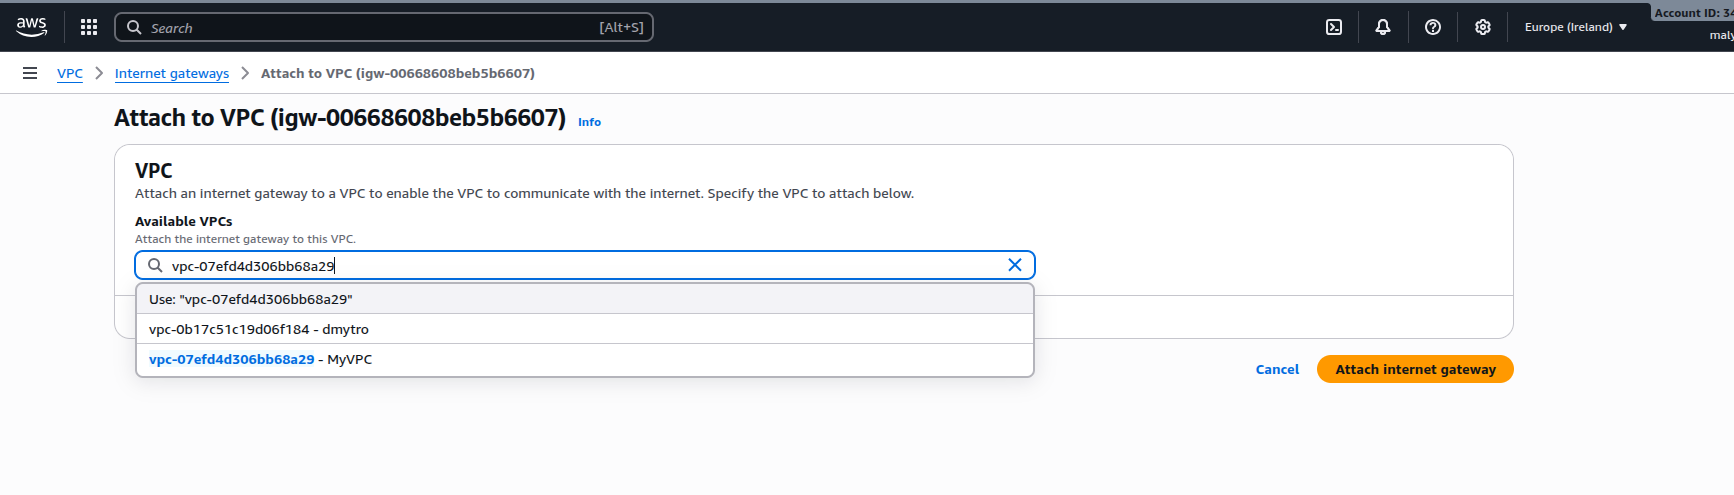 aws
Search [Alt+S]
Europe (Ireland)
Account ID: 34
maly
VPC Internet gateways Attach to VPC (igw-00668608beb5b6607)
Attach to VPC (igw-00668608beb5b6607) Info
VPC
Attach an internet gateway to a VPC to enable the VPC to communicate with the internet. Specify the VPC to attach below.
Available VPCs
Attach the internet gateway to this VPC.
vpc-07efd4d306bb68a29
Use: "vpc-07efd4d306bb68a29"
vpc-0b17c51c19d06f184 - dmytro
vpc-07efd4d306bb68a29 - MyVPC
Cancel Attach internet gateway